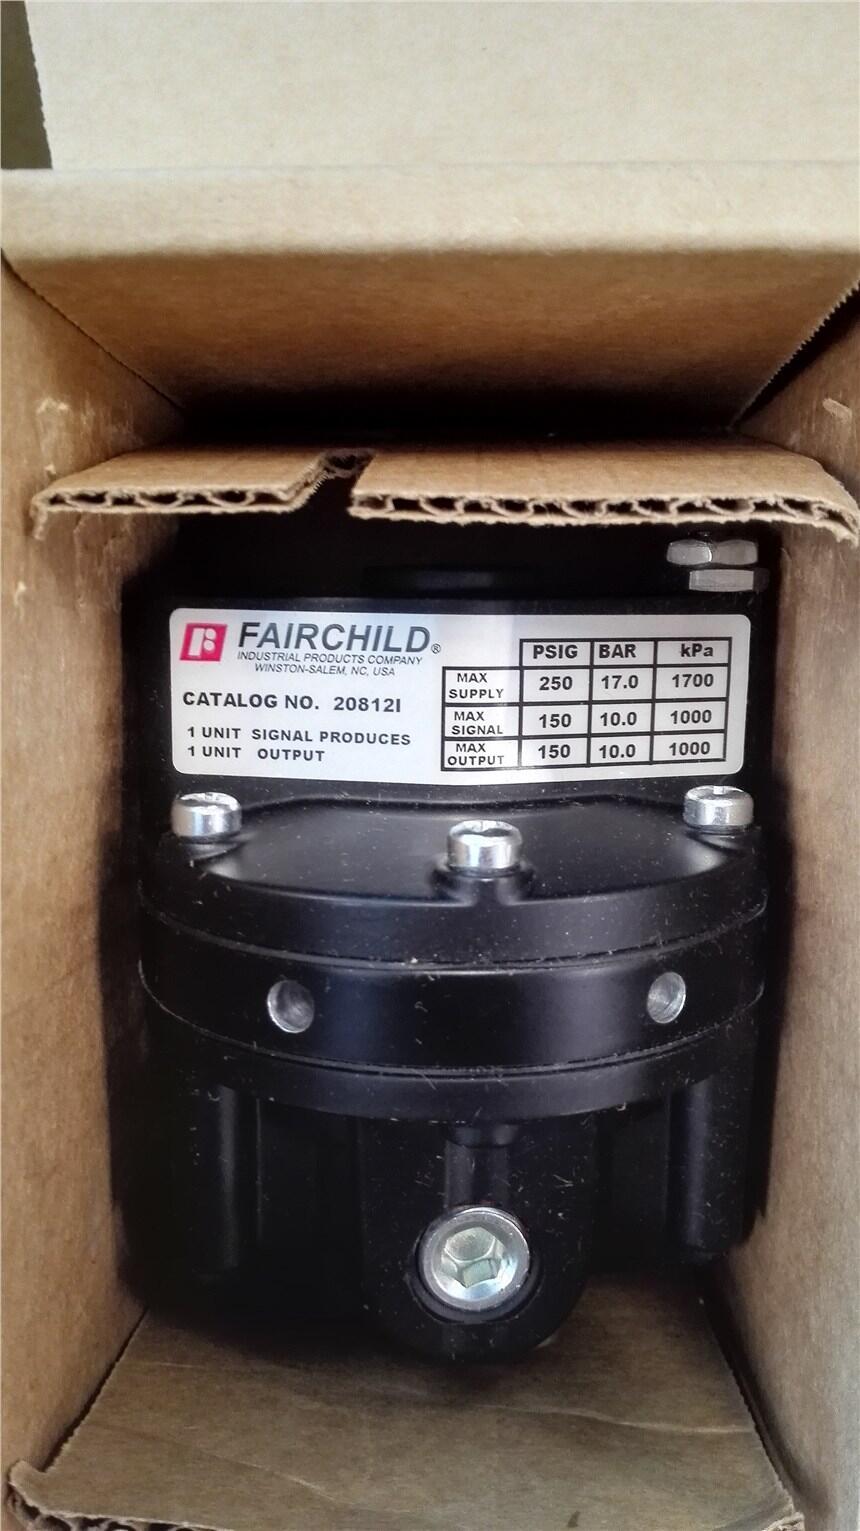 FAIRCHILD®
INDUSTRIAL PRODUCTS COMPANY
WINSTON-SALEM, NC, USA
CATALOG NO. 20812I
1 UNIT SIGNAL PRODUCES
1 UNIT OUTPUT
PSIG BAR kPa
MAX SUPPLY 250 17.0 1700
MAX SIGNAL 150 10.0 1000
MAX OUTPUT 150 10.0 1000